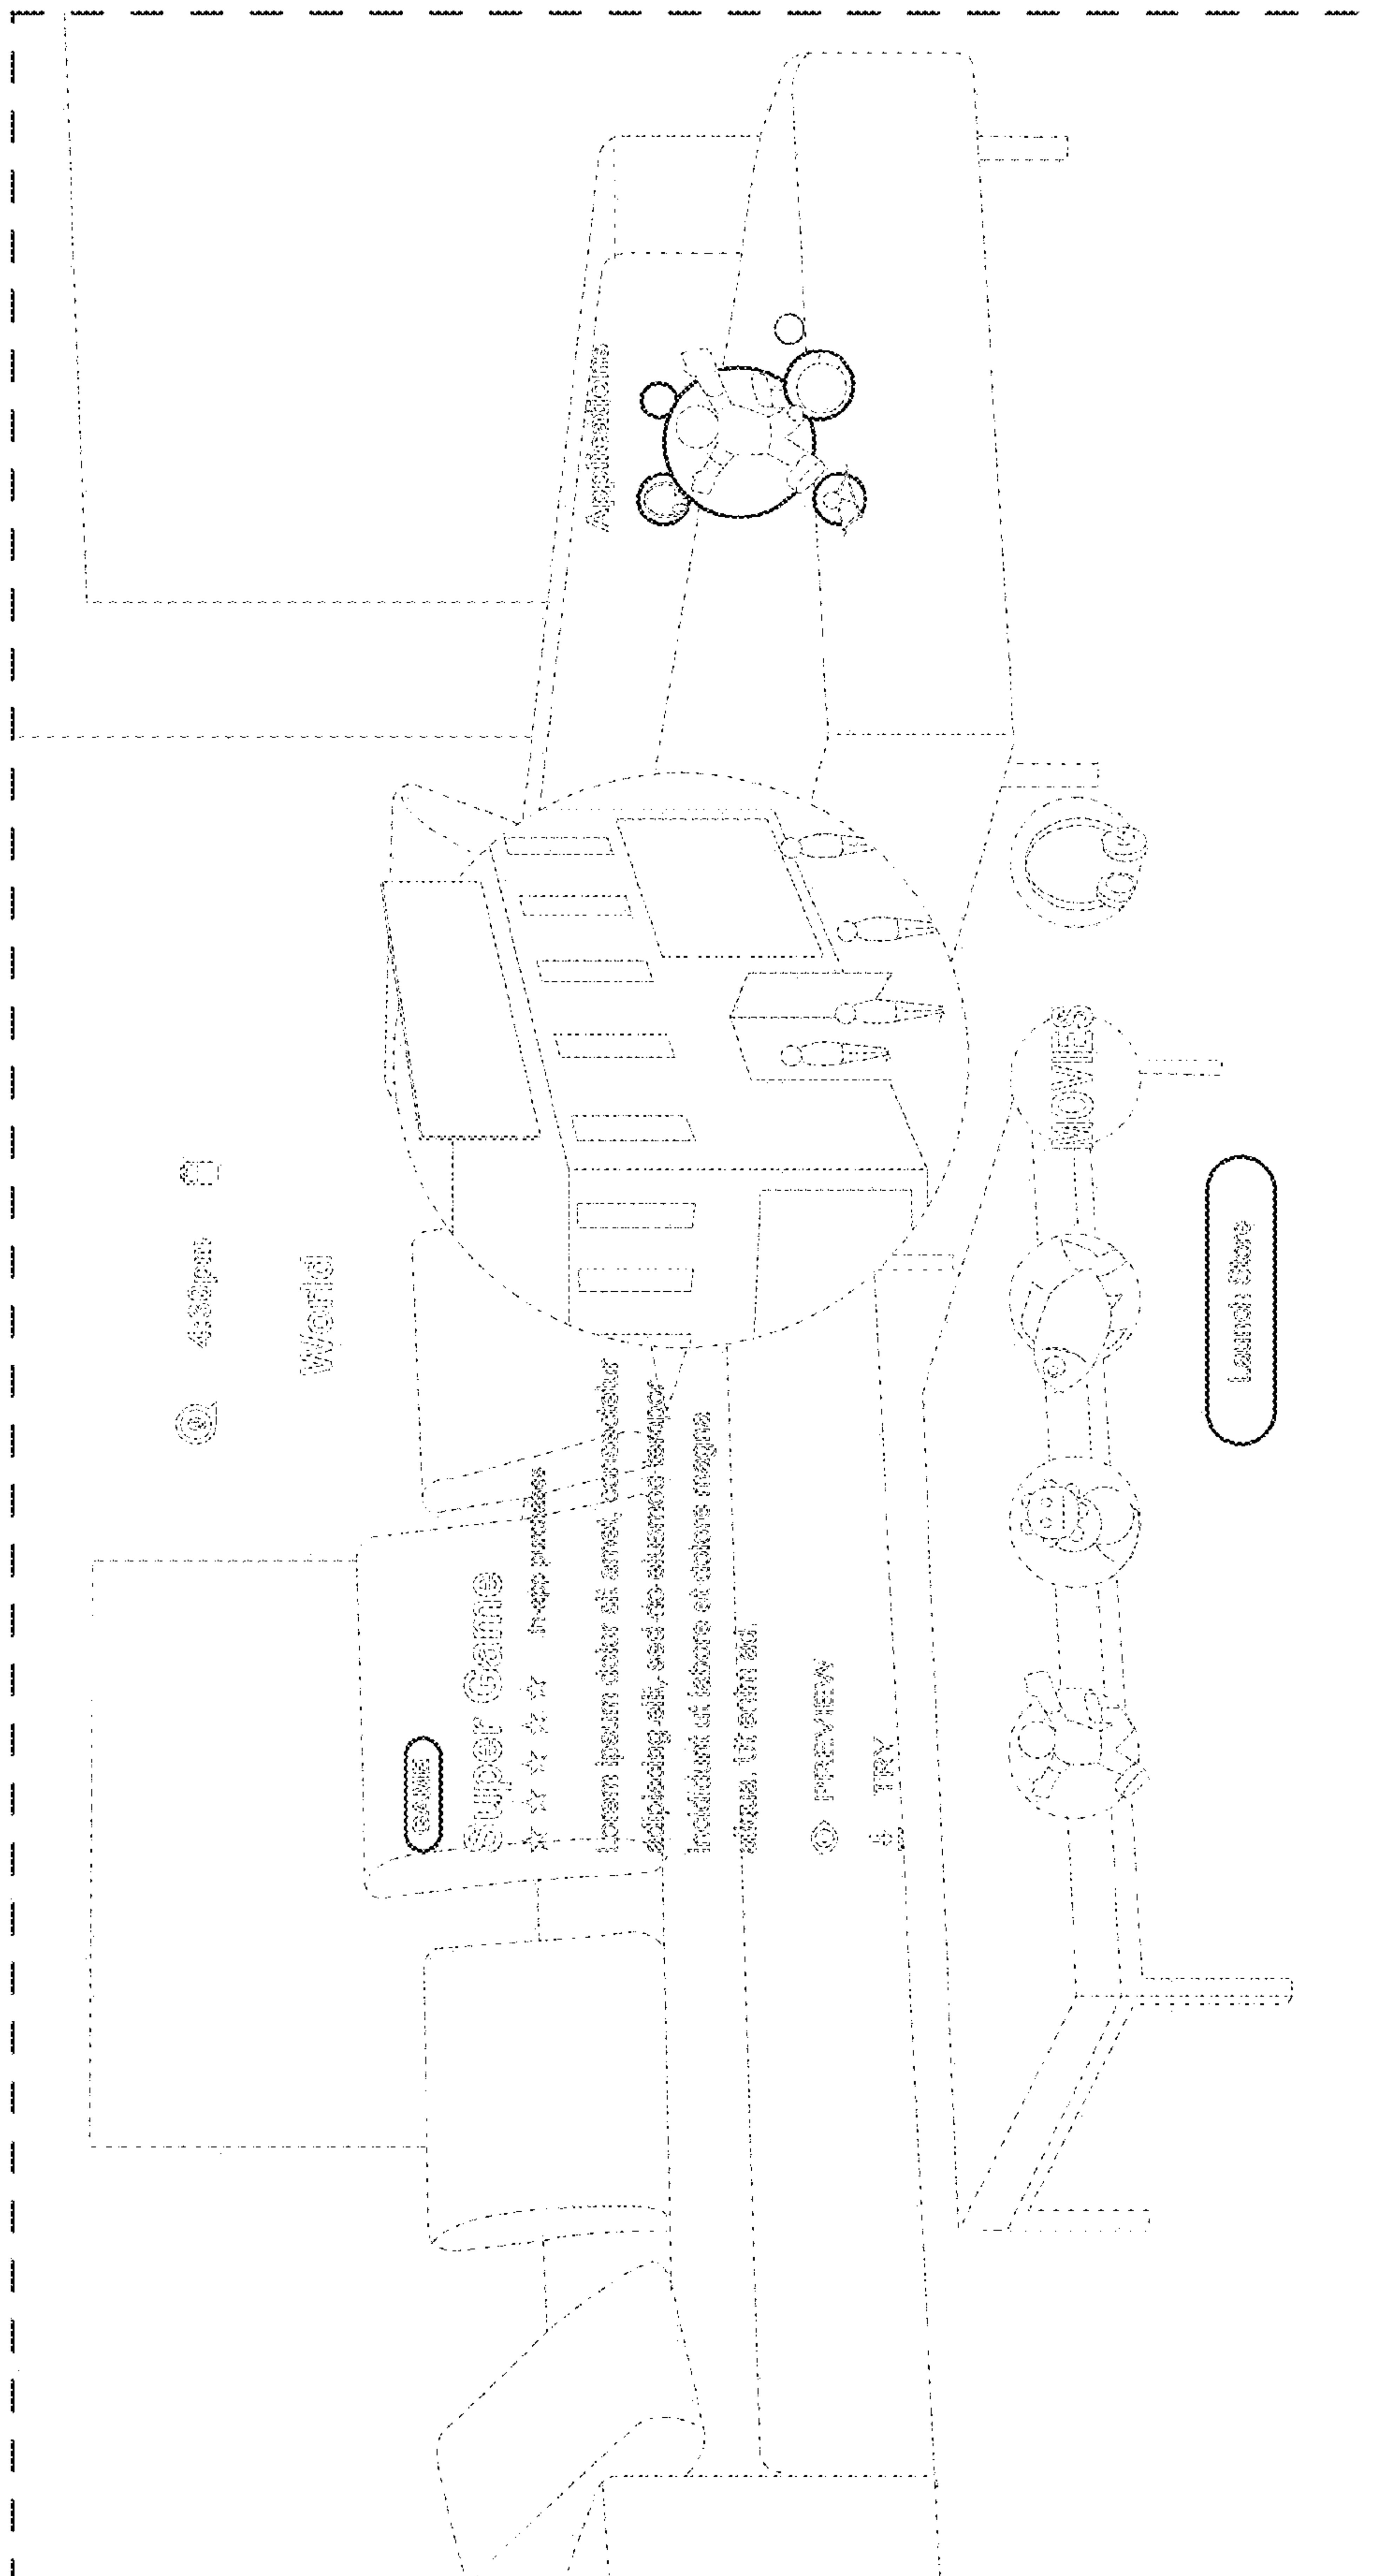 4:38pm
World
Applications
GAME
Super Game
In-app purchases
Lorem ipsum dolor sit amet, consectetur
adipiscing elit, sed do eiusmod tempor
incididunt ut labore et dolore magna
aliqua. Ut enim ad.
PREVIEW
TRY
MOVIES
Launch Store